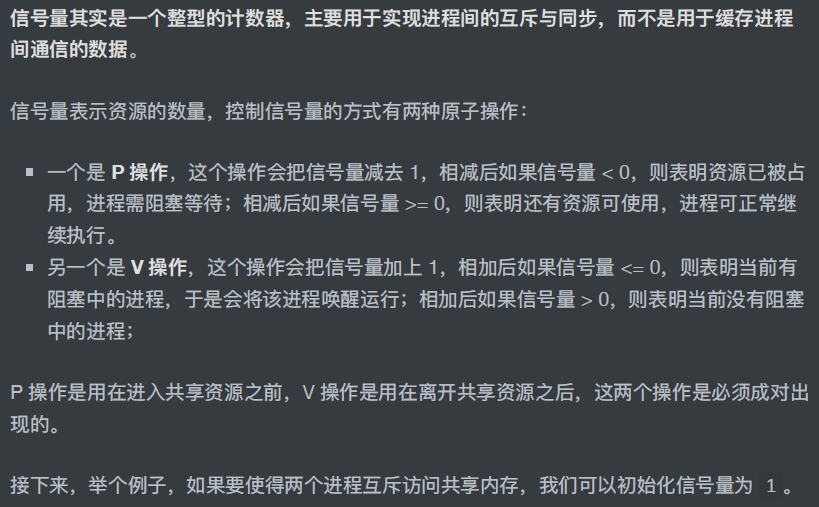 信号量其实是一个整型的计数器，主要用于实现进程间的互斥与同步，而不是用于缓存进程
间通信的数据。
信号量表示资源的数量，控制信号量的方式有两种原子操作：
一个是 P 操作，这个操作会把信号量减去 1，相减后如果信号量 < 0，则表明资源已被占
用，进程需阻塞等待；相减后如果信号量 >= 0，则表明还有资源可使用，进程可正常继
续执行。
另一个是 V 操作，这个操作会把信号量加上 1，相加后如果信号量 <= 0，则表明当前有
阻塞中的进程，于是会将该进程唤醒运行；相加后如果信号量 > 0，则表明当前没有阻塞
中的进程；
P 操作是用在进入共享资源之前，V 操作是用在离开共享资源之后，这两个操作是必须成对出
现的。
接下来，举个例子，如果要使得两个进程互斥访问共享内存，我们可以初始化信号量为 1 。